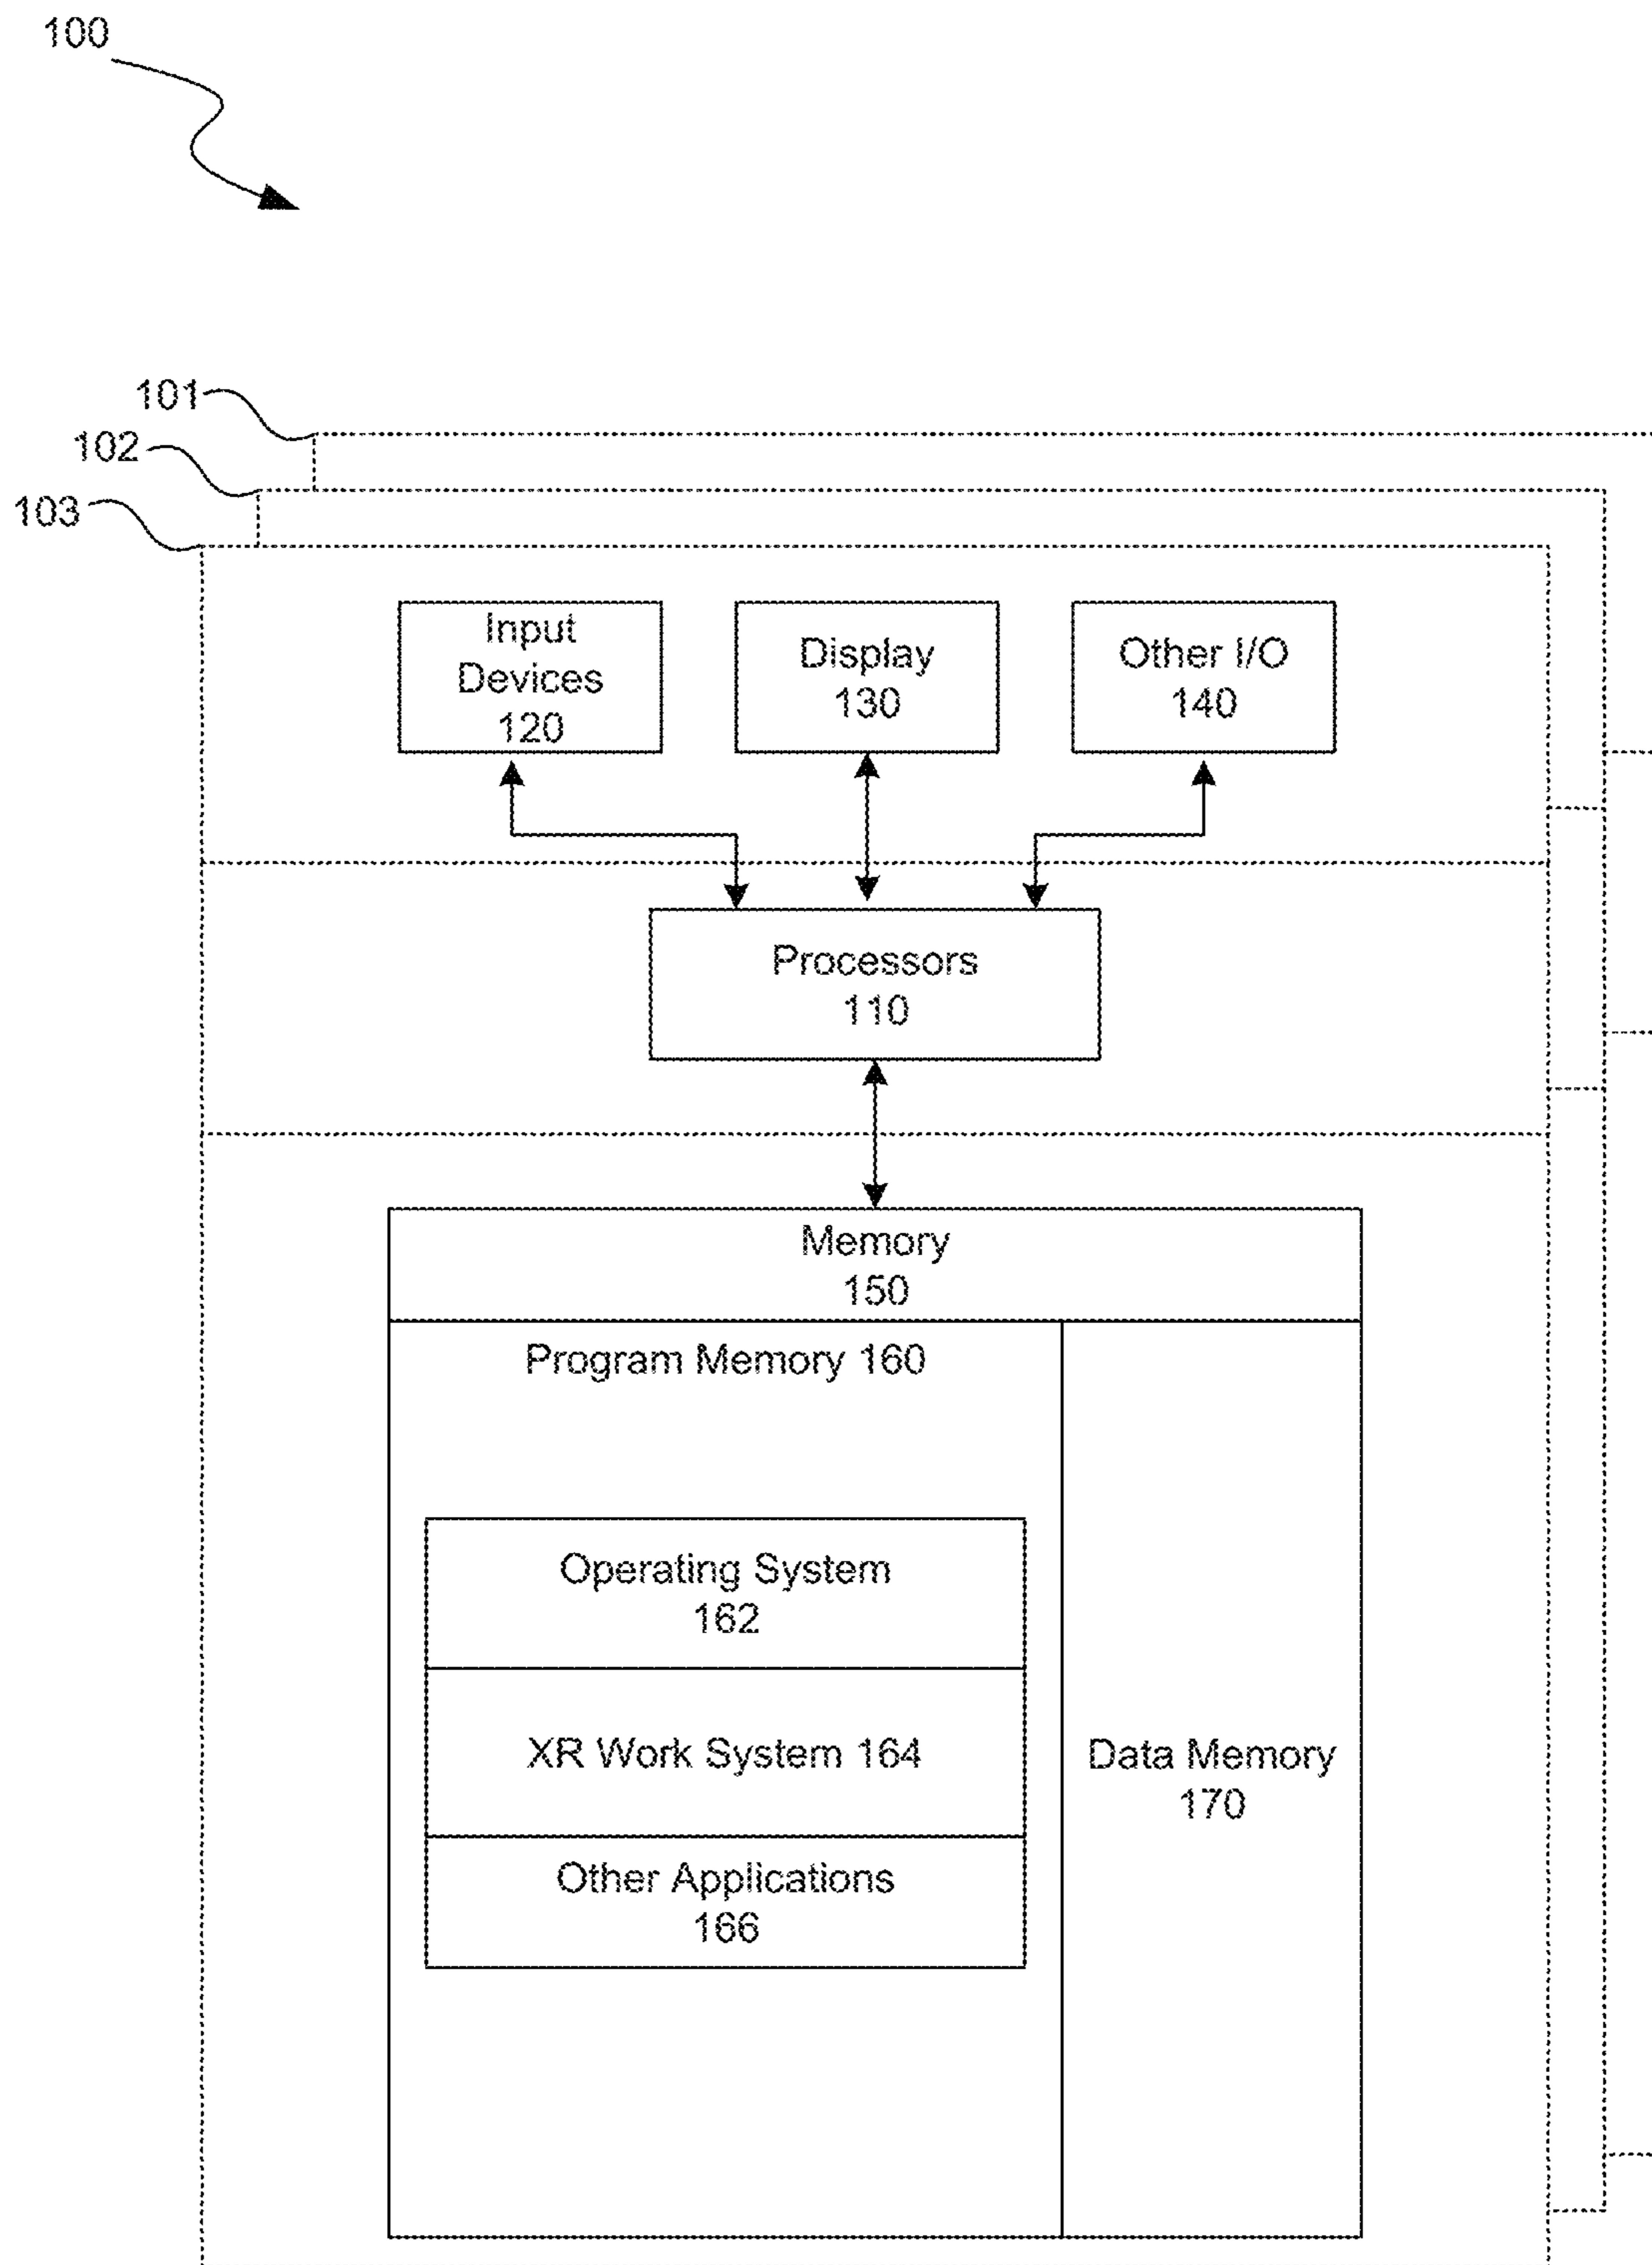 100
101
102
103
Input
Devices
120
Display
130
Other I/O
140
Processors
110
Memory
150
Program Memory 160
Operating System
162
XR Work System 164
Other Applications
166
Data Memory
170